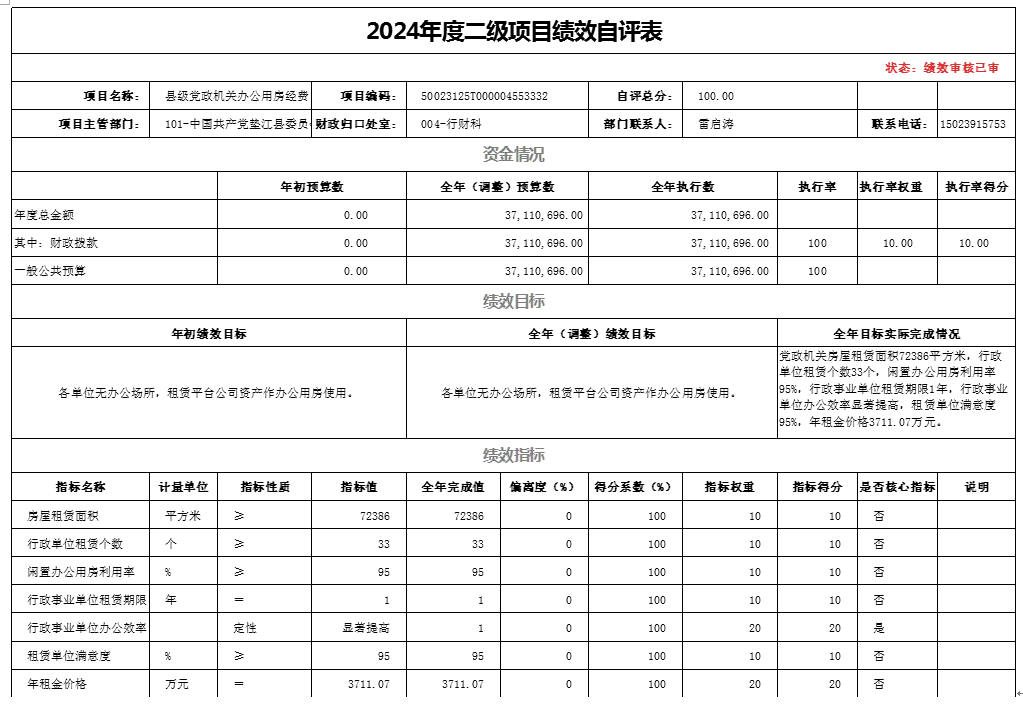 2024年度二级项目绩效自评表
状态：绩效审核已审
项目名称： 县级党政机关办公用房经费 项目编码： 50023125T000004553332 自评总分： 100.00
项目主管部门： 101-中国共产党垫江县委员 财政归口处室： 004-行财科 部门联系人： 雷启涛 联系电话： 15023915753
资金情况
年初预算数 全年（调整）预算数 全年执行数 执行率 执行率权重 执行率得分
年度总金额 0.00 37,110,696.00 37,110,696.00
其中：财政拨款 0.00 37,110,696.00 37,110,696.00 100 10.00 10.00
一般公共预算 0.00 37,110,696.00 37,110,696.00 100
绩效目标
年初绩效目标 全年（调整）绩效目标 全年目标实际完成情况
各单位无办公场所，租赁平台公司资产作办公用房使用。 各单位无办公场所，租赁平台公司资产作办公用房使用。
党政机关房屋租赁面积72386平方米，行政
单位租赁个数33个，闲置办公用房利用率
95%，行政事业单位租赁期限1年，行政事业
单位办公效率显著提高，租赁单位满意度
95%，年租金价格3711.07万元。
绩效指标
指标名称 计量单位 指标性质 指标值 全年完成值 偏离度（%） 得分系数（%） 指标权重 指标得分 是否核心指标 说明
房屋租赁面积 平方米 ≥ 72386 72386 0 100 10 10 否
行政单位租赁个数 个 ≥ 33 33 0 100 10 10 否
闲置办公用房利用率 % ≥ 95 95 0 100 10 10 否
行政事业单位租赁期限 年 ＝ 1 1 0 100 10 10 否
行政事业单位办公效率 定性 显著提高 1 0 100 20 20 是
租赁单位满意度 % ≥ 95 95 0 100 10 10 否
年租金价格 万元 ＝ 3711.07 3711.07 0 100 20 20 否